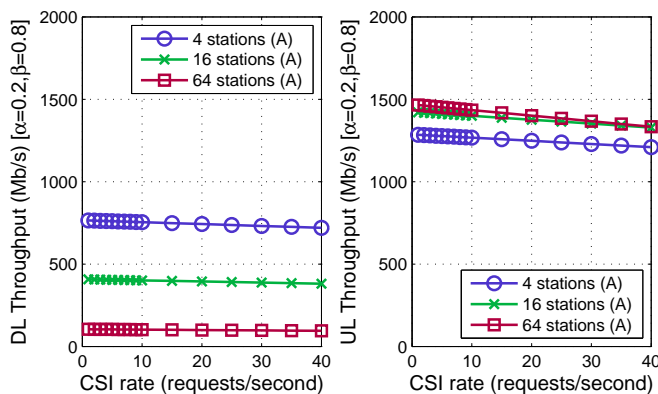 DL Throughput (Mb/s) [α=0.2,β=0.8]
2000
1500
1000
500
0
4 stations (A)
16 stations (A)
64 stations (A)
0 10 20 30 40
CSI rate (requests/second)
UL Throughput (Mb/s) [α=0.2,β=0.8]
2000
1500
1000
500
0
4 stations (A)
16 stations (A)
64 stations (A)
0 10 20 30 40
CSI rate (requests/second)